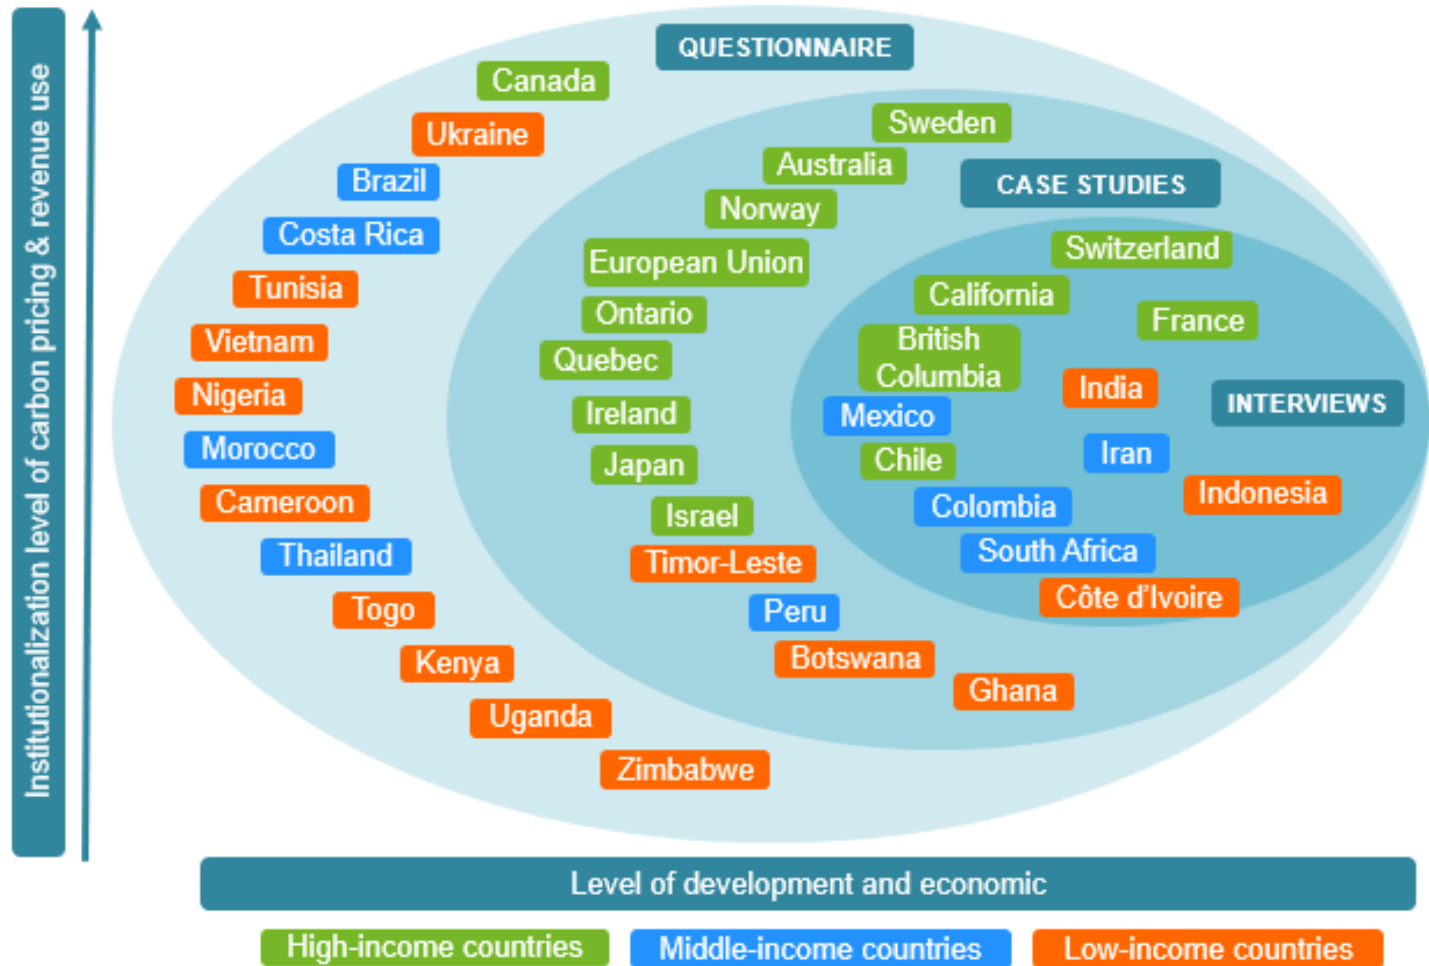 Institutionalization level of carbon pricing & revenue use
QUESTIONNAIRE
Canada
Ukraine
Brazil
Costa Rica
Tunisia
Vietnam
Nigeria
Morocco
Cameroon
Thailand
Togo
Kenya
Uganda
Zimbabwe
CASE STUDIES
Sweden
Australia
Norway
European Union
Ontario
Quebec
Ireland
Japan
Israel
Timor-Leste
Peru
Botswana
Ghana
INTERVIEWS
Switzerland
California
France
British
Columbia
India
Mexico
Iran
Chile
Indonesia
Colombia
South Africa
Côte d’Ivoire
Level of development and economic
High-income countries
Middle-income countries
Low-income countries